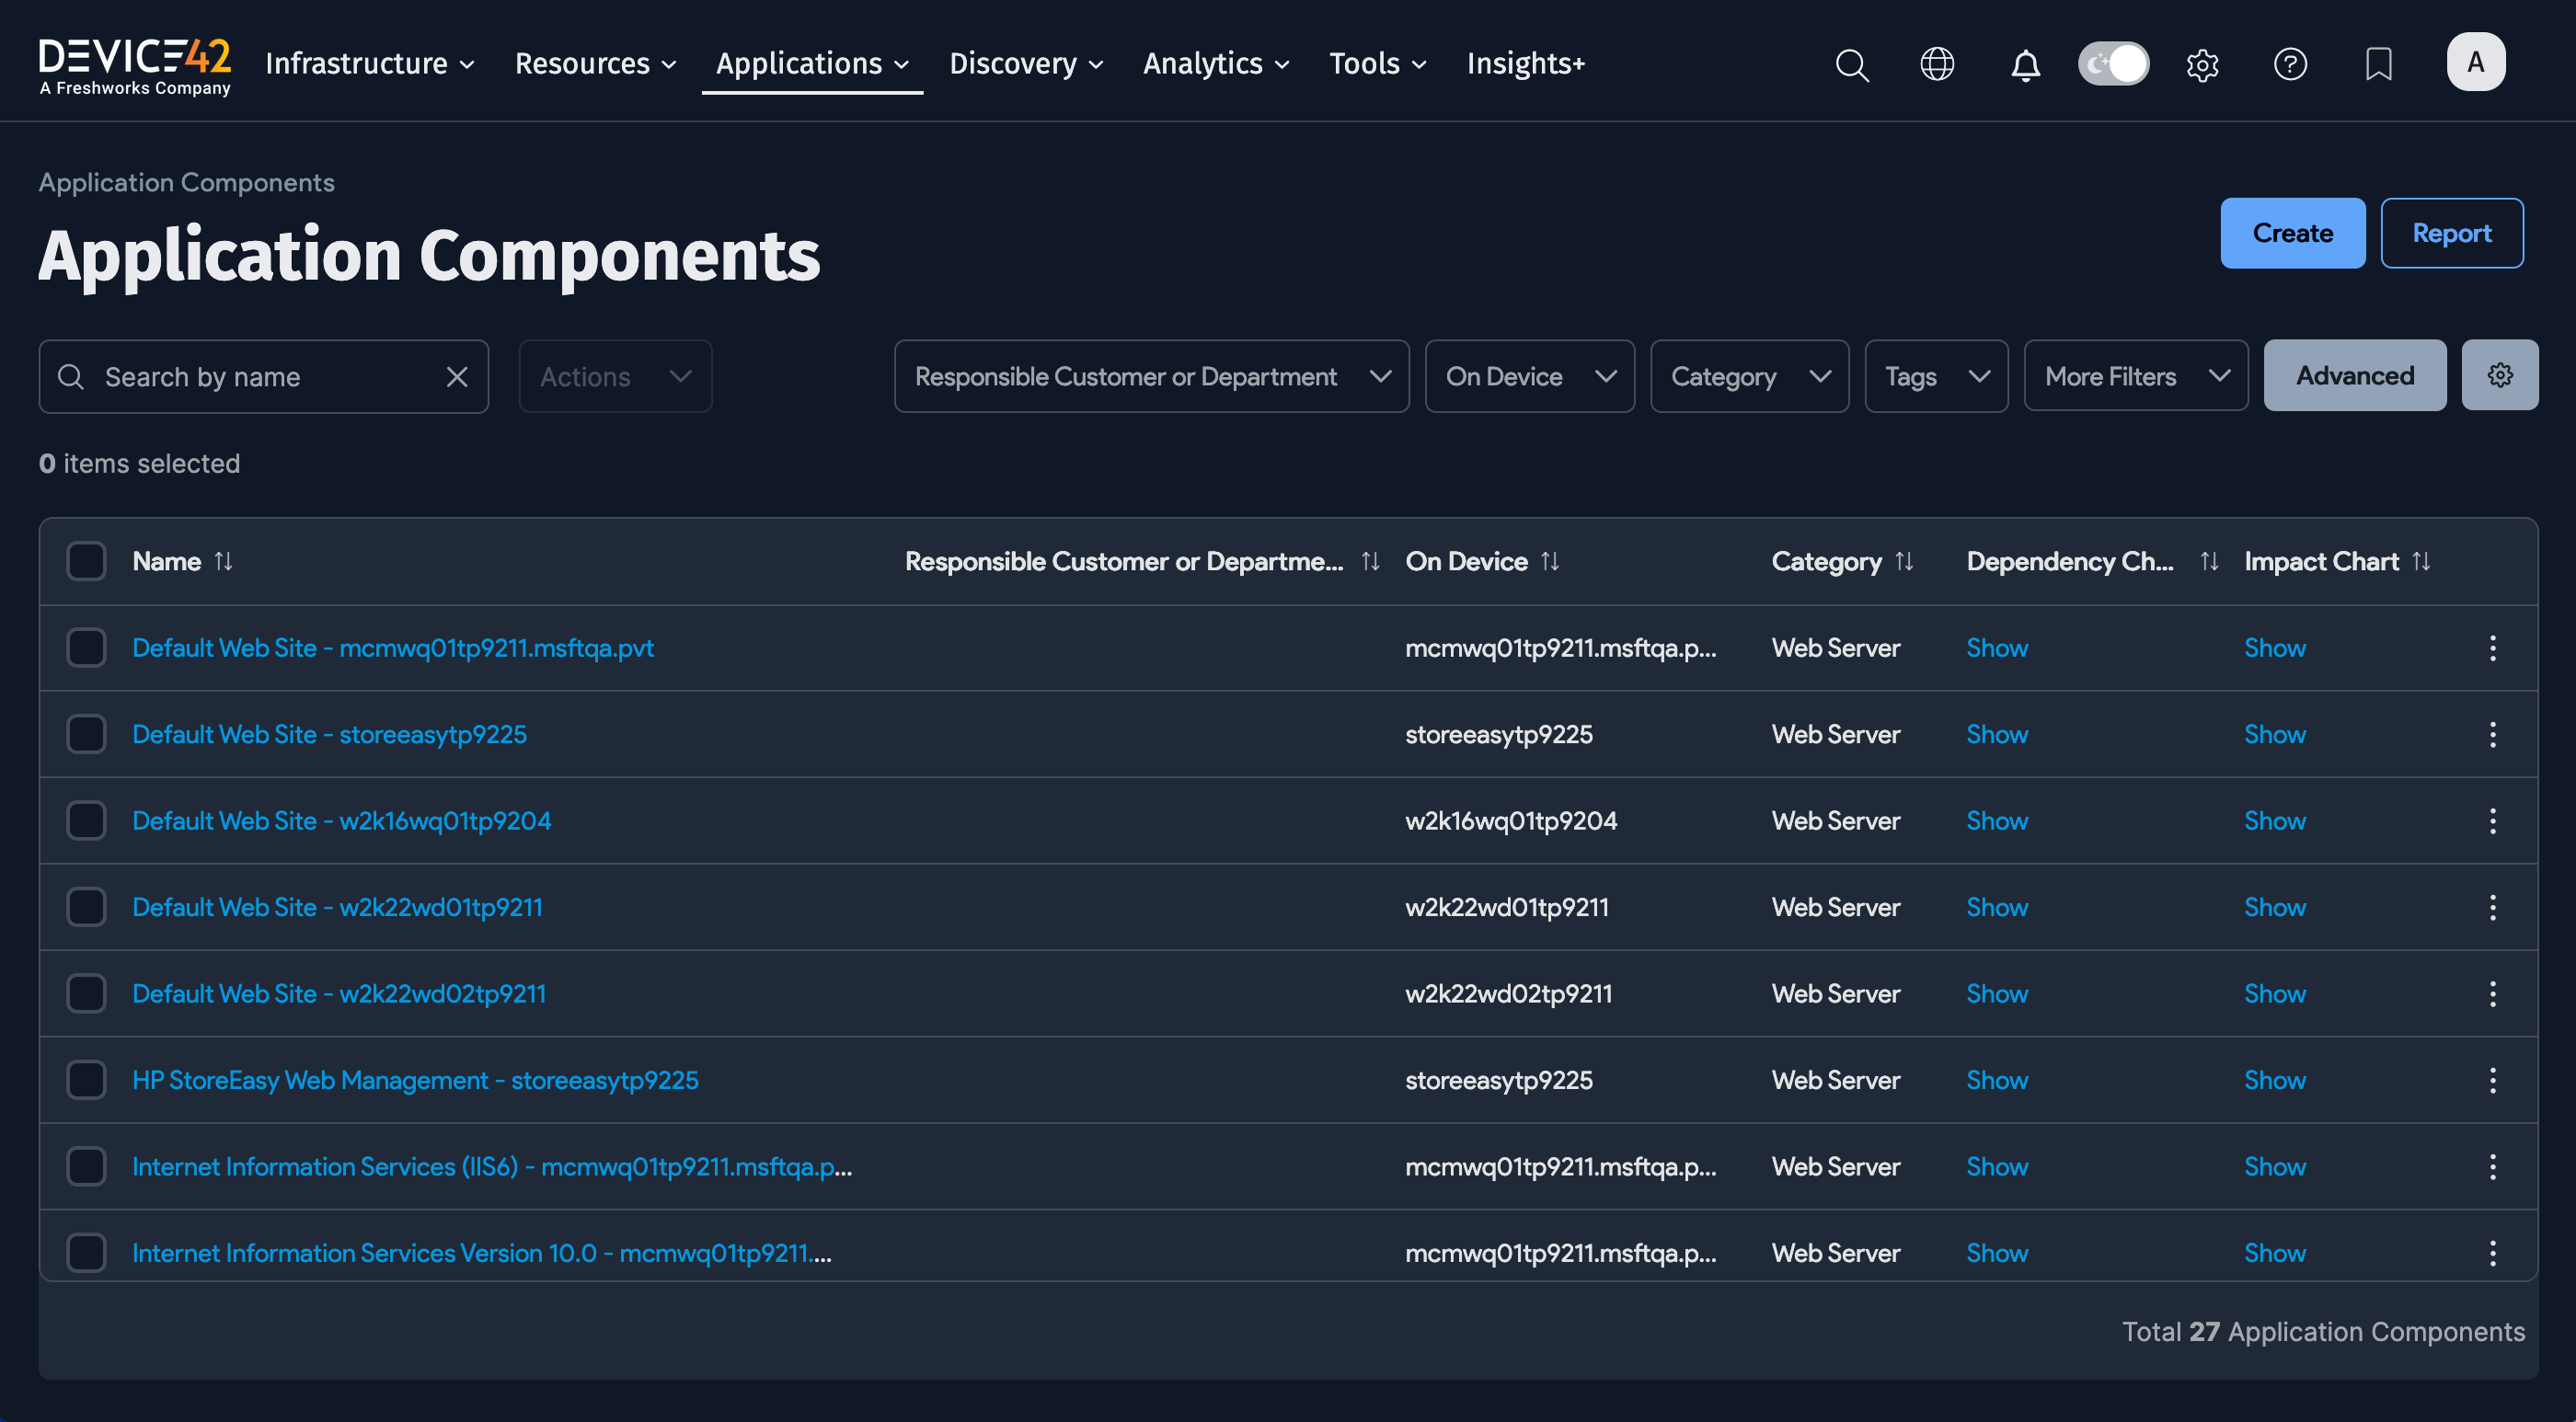 DEVICE42
A Freshworks Company
Infrastructure Resources Applications Discovery Analytics Tools Insights+ A
Application Components
Application Components
Create Report
Search by name Actions Responsible Customer or Department On Device Category Tags More Filters Advanced
0 items selected
Name Responsible Customer or Departme... On Device Category Dependency Ch... Impact Chart
Default Web Site - mcmwq01tp9211.msftqa.pvt mcmwq01tp9211.msftqa.p... Web Server Show Show
Default Web Site - storeeasytp9225 storeeasytp9225 Web Server Show Show
Default Web Site - w2k16wq01tp9204 w2k16wq01tp9204 Web Server Show Show
Default Web Site - w2k22wd01tp9211 w2k22wd01tp9211 Web Server Show Show
Default Web Site - w2k22wd02tp9211 w2k22wd02tp9211 Web Server Show Show
HP StoreEasy Web Management - storeeasytp9225 storeeasytp9225 Web Server Show Show
Internet Information Services (IIS6) - mcmwq01tp9211.msftqa.p... mcmwq01tp9211.msftqa.p... Web Server Show Show
Internet Information Services Version 10.0 - mcmwq01tp9211.... mcmwq01tp9211.msftqa.p... Web Server Show Show
Total 27 Application Components